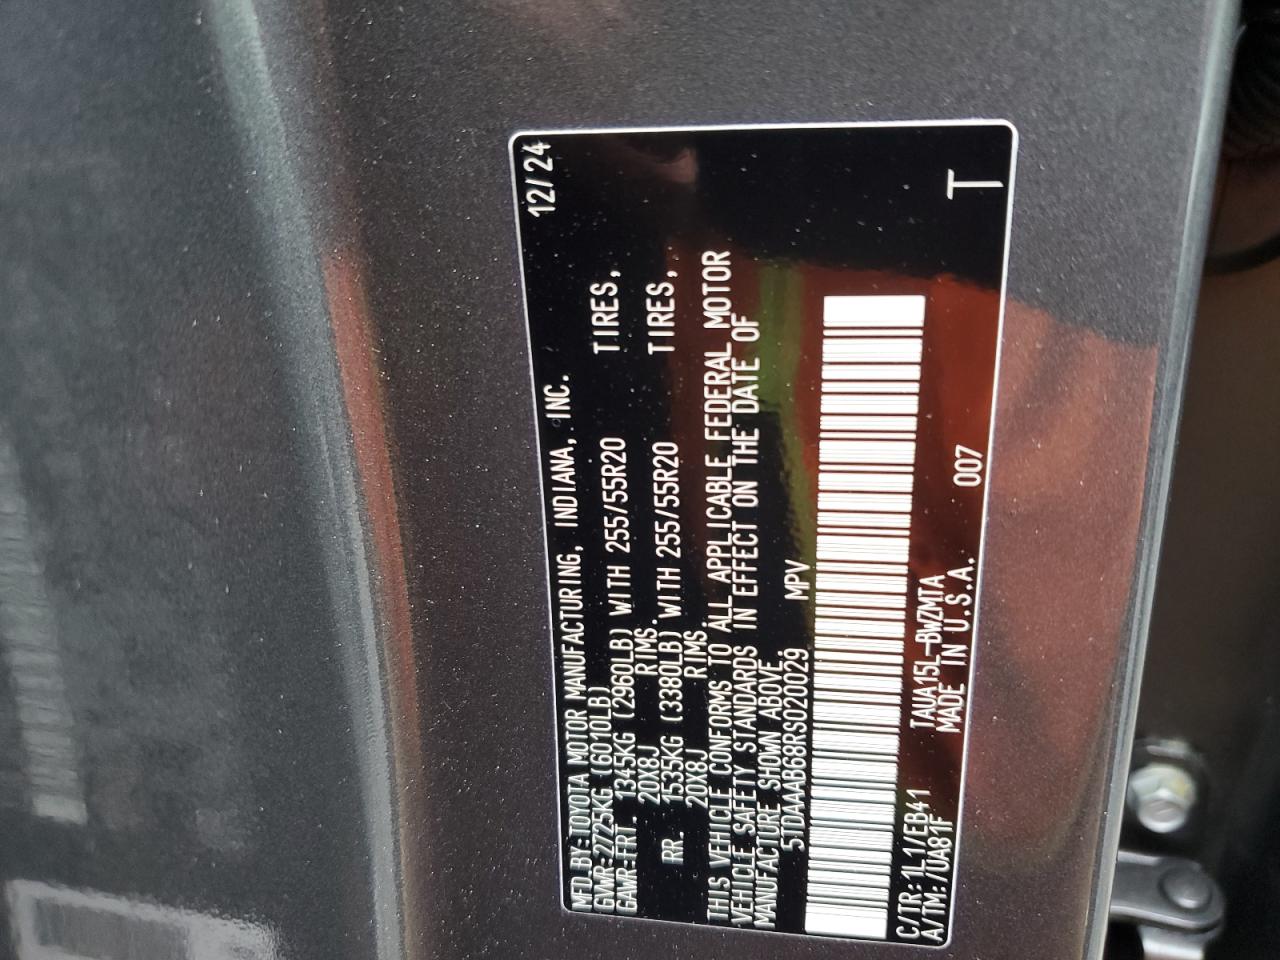 MFD.BY:TOYOTA MOTOR MANUFACTURING, INDIANA, INC. 12/24
GVWR:2725KG (6010LB)
GAWR:FRT. 1345KG (2960LB) WITH 255/55R20 TIRES,
20X8J RIMS.
RR. 1535KG (3380LB) WITH 255/55R20 TIRES,
20X8J RIMS.
THIS VEHICLE CONFORMS TO ALL APPLICABLE FEDERAL MOTOR
VEHICLE SAFETY STANDARDS IN EFFECT ON THE DATE OF
MANUFACTURE SHOWN ABOVE.
5TDAAAB68RS020029 MPV
C/TR:1L1/EB41 TAUA15L-BWZMTA
A/TM:/UA81F MADE IN U.S.A. 007 T